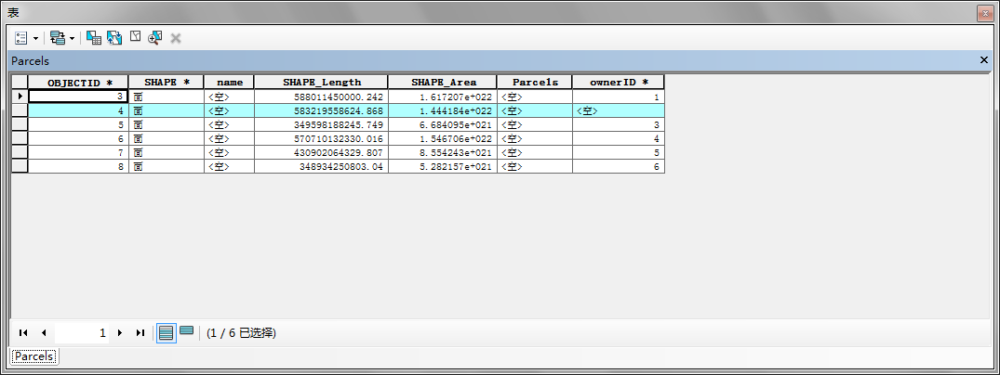 表
Parcels
OBJECTID * SHAPE * name SHAPE_Length SHAPE_Area Parcels ownerID *
3 面 <空> 588011450000.242 1.617207e+022 <空> 1
4 面 <空> 583219558624.868 1.444184e+022 <空> <空>
5 面 <空> 349598188245.749 6.684095e+021 <空> 3
6 面 <空> 570710132330.016 1.546706e+022 <空> 4
7 面 <空> 430902064329.807 8.554243e+021 <空> 5
8 面 <空> 348934250803.04 5.282157e+021 <空> 6
1 (1 / 6 已选择)
Parcels